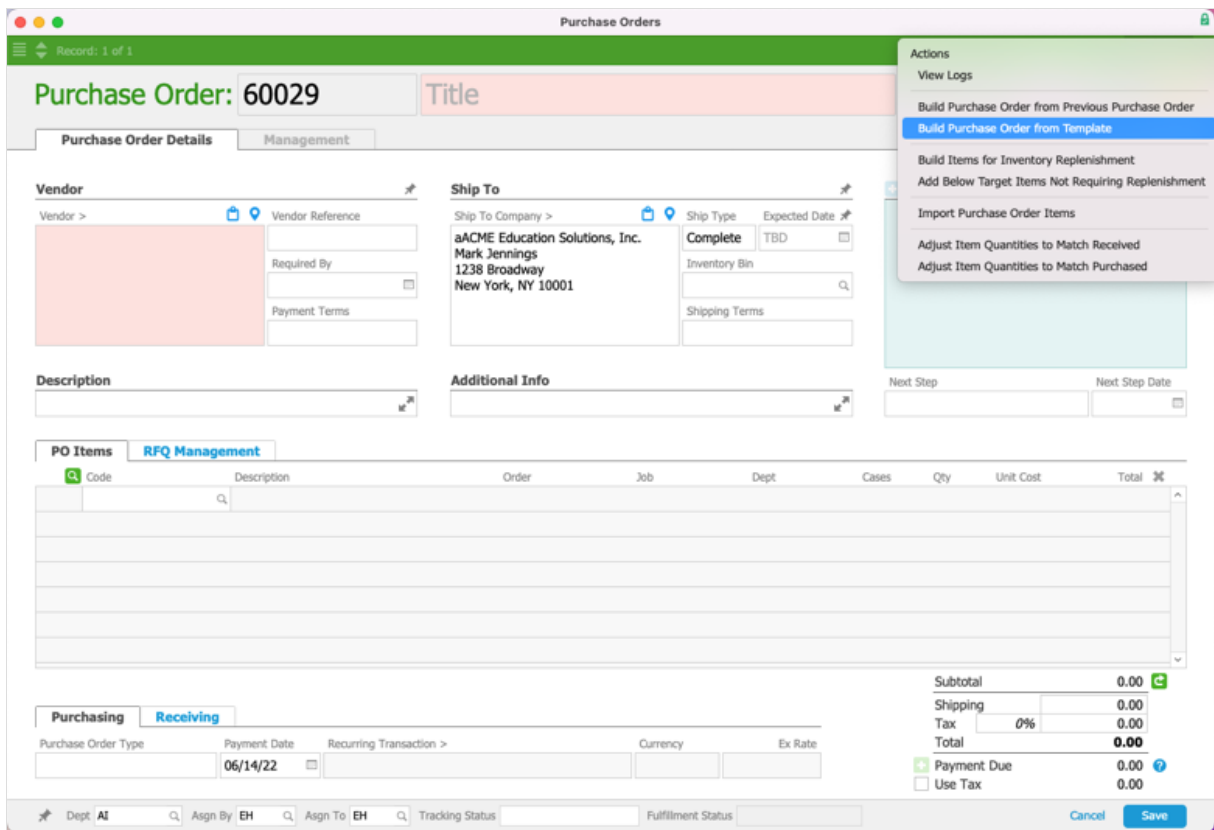 Purchase Orders
Record: 1 of 1
Actions
View Logs
Build Purchase Order from Previous Purchase Order
Build Purchase Order from Template
Build Items for Inventory Replenishment
Add Below Target Items Not Requiring Replenishment
Import Purchase Order Items
Adjust Item Quantities to Match Received
Adjust Item Quantities to Match Purchased
Purchase Order: 60029 Title
Purchase Order Details Management
Vendor
Vendor > Vendor Reference
Required By
Payment Terms
Ship To
Ship To Company > Ship Type Expected Date
aACME Education Solutions, Inc. Complete TBD
Mark Jennings
1238 Broadway
New York, NY 10001
Inventory Bin
Shipping Terms
Description Additional Info Next Step Next Step Date
PO Items RFQ Management
Code Description Order Job Dept Cases Qty Unit Cost Total
Subtotal 0.00
Shipping 0.00
Tax 0% 0.00
Total 0.00
Payment Due 0.00
Use Tax 0.00
Purchasing Receiving
Purchase Order Type Payment Date Recurring Transaction > Currency Ex Rate
06/14/22
Dept AI Asgn By EH Asgn To EH Tracking Status Fulfillment Status Cancel Save